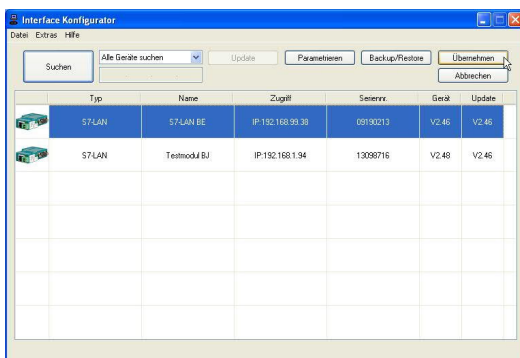 Interface Konfigurator
Datei Extras Hilfe
Suchen
Alle Geräte suchen
Update
Parametrieren
Backup/Restore
Übernehmen
Abbrechen
Typ Name Zugriff Seriennr. Gerät Update
S7-LAN S7-LAN BE IP:192.168.99.38 09190213 V2.46 V2.46
S7-LAN Testmodul BJ IP:192.168.1.94 13098716 V2.48 V2.46